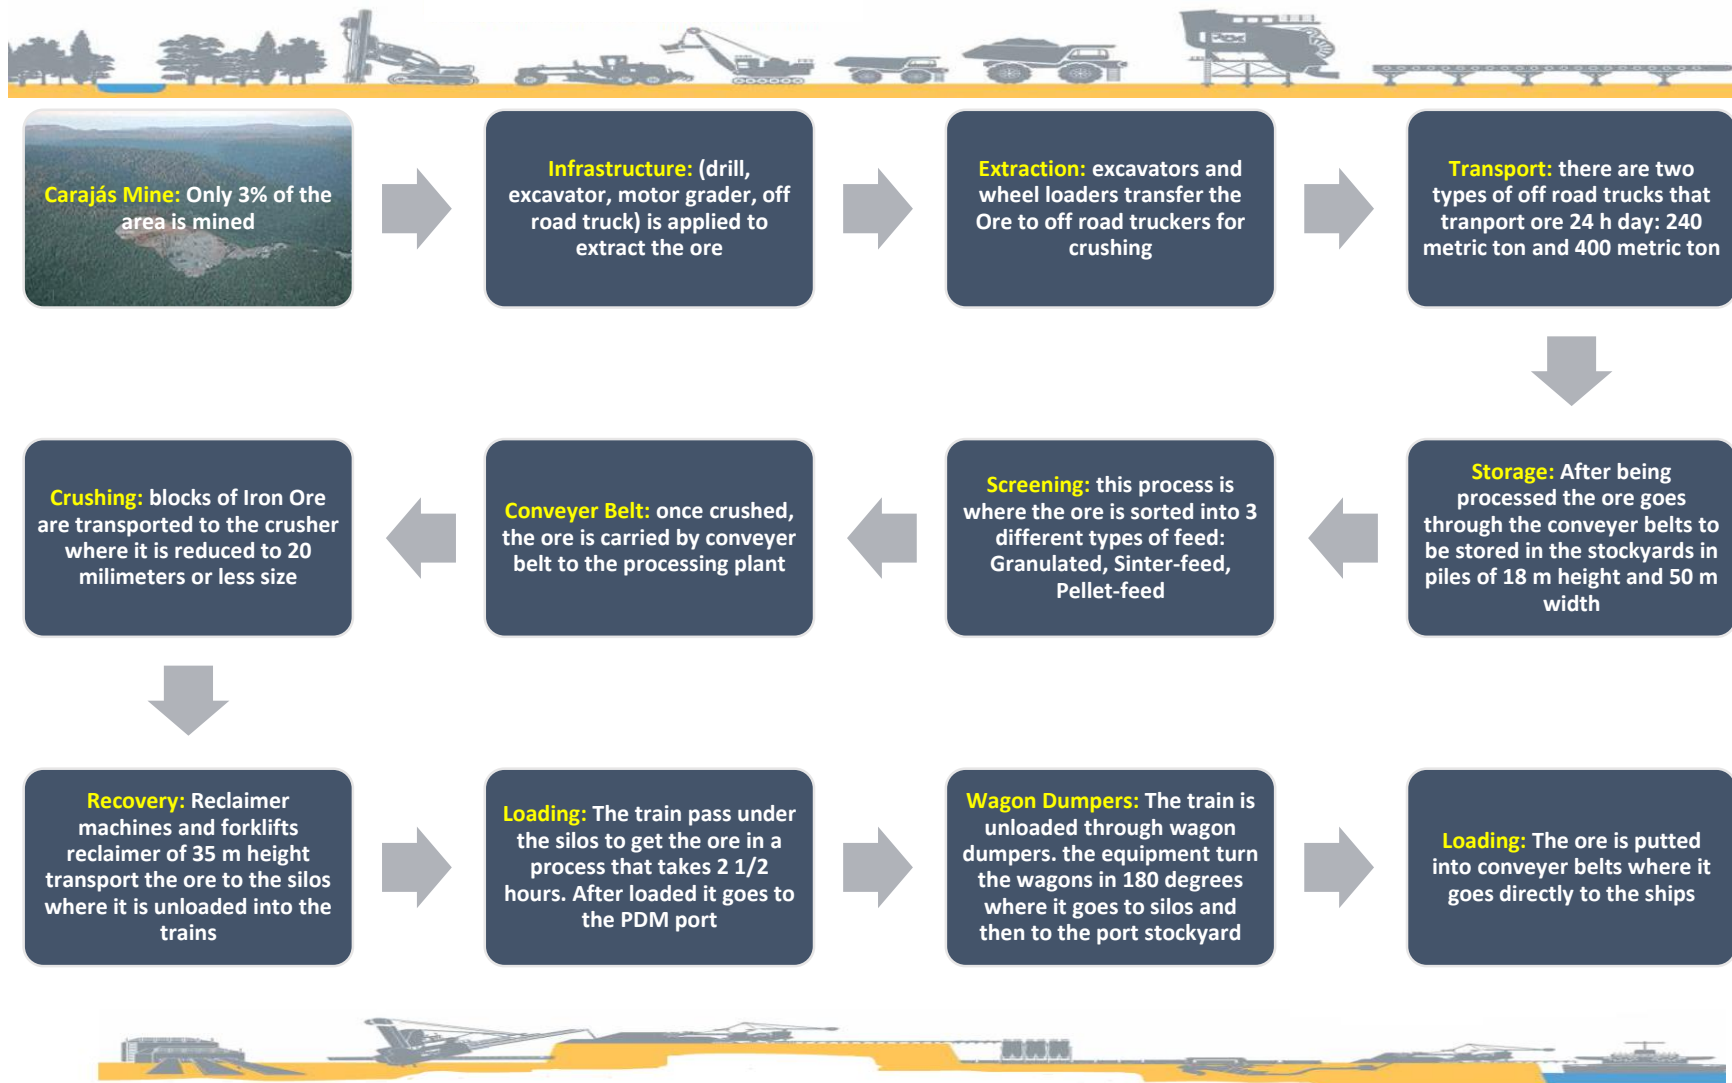 Carajás Mine: Only 3% of the
area is mined
Infrastructure: (drill,
excavator, motor grader, off
road truck) is applied to
extract the ore
Extraction: excavators and
wheel loaders transfer the
Ore to off road truckers for
crushing
Transport: there are two
types of off road trucks that
tranport ore 24 h day: 240
metric ton and 400 metric ton
Storage: After being
processed the ore goes
through the conveyer belts to
be stored in the stockyards in
piles of 18 m height and 50 m
width
Screening: this process is
where the ore is sorted into 3
different types of feed:
Granulated, Sinter-feed,
Pellet-feed
Conveyer Belt: once crushed,
the ore is carried by conveyer
belt to the processing plant
Crushing: blocks of Iron Ore
are transported to the crusher
where it is reduced to 20
milimeters or less size
Recovery: Reclaimer
machines and forklifts
reclaimer of 35 m height
transport the ore to the silos
where it is unloaded into the
trains
Loading: The train pass under
the silos to get the ore in a
process that takes 2 1/2
hours. After loaded it goes to
the PDM port
Wagon Dumpers: The train is
unloaded through wagon
dumpers. the equipment turn
the wagons in 180 degrees
where it goes to silos and
then to the port stockyard
Loading: The ore is putted
into conveyer belts where it
goes directly to the ships